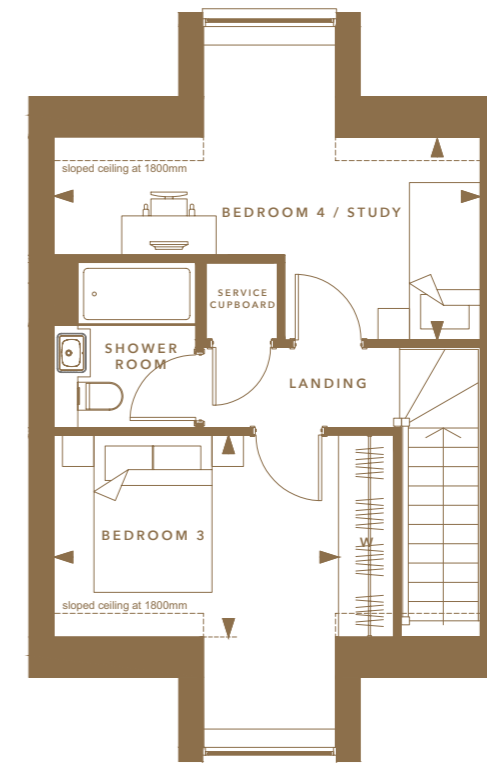 sloped ceiling at 1800mm
BEDROOM 4 / STUDY
SERVICE
CUPBOARD
SHOWER
ROOM
LANDING
BEDROOM 3
W
sloped ceiling at 1800mm